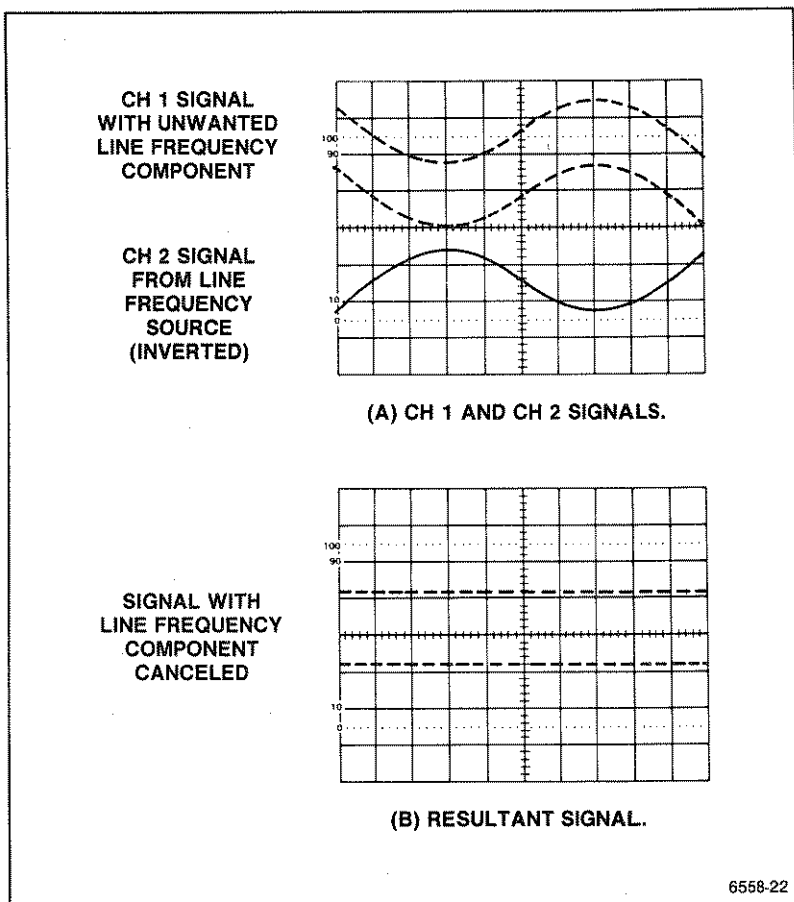 CH 1 SIGNAL
WITH UNWANTED
LINE FREQUENCY
COMPONENT
100
90
CH 2 SIGNAL
FROM LINE
FREQUENCY
SOURCE
(INVERTED)
10
0
(A) CH 1 AND CH 2 SIGNALS.
100
90
SIGNAL WITH
LINE FREQUENCY
COMPONENT
CANCELED
10
0
(B) RESULTANT SIGNAL.
6558-22